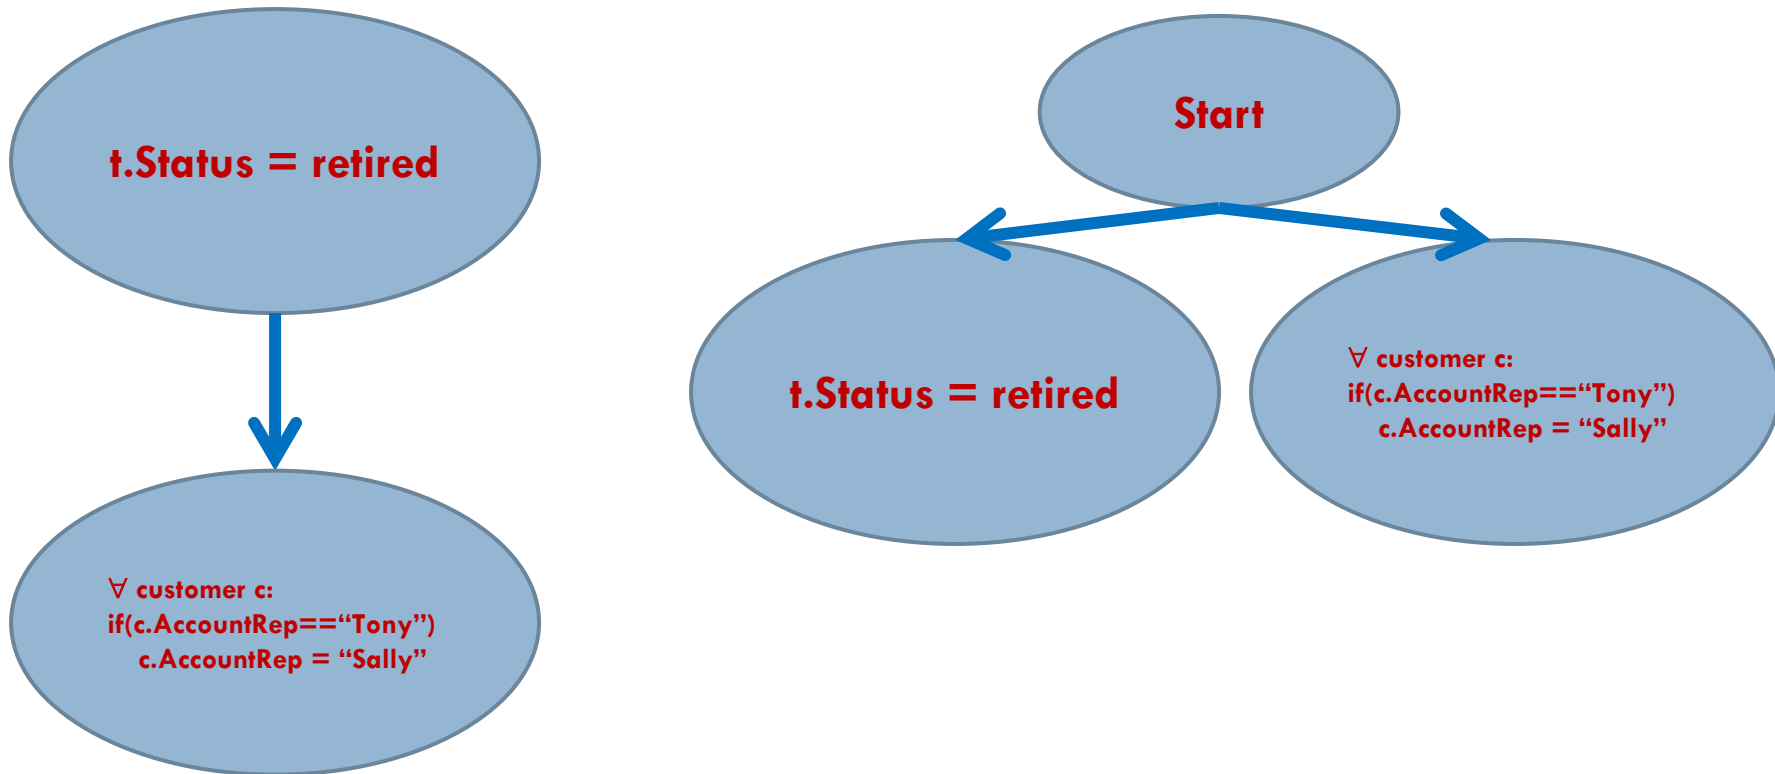 t.Status = retired
∀ customer c:
if(c.AccountRep==“Tony”)
c.AccountRep = “Sally”
Start
t.Status = retired
∀ customer c:
if(c.AccountRep==“Tony”)
c.AccountRep = “Sally”